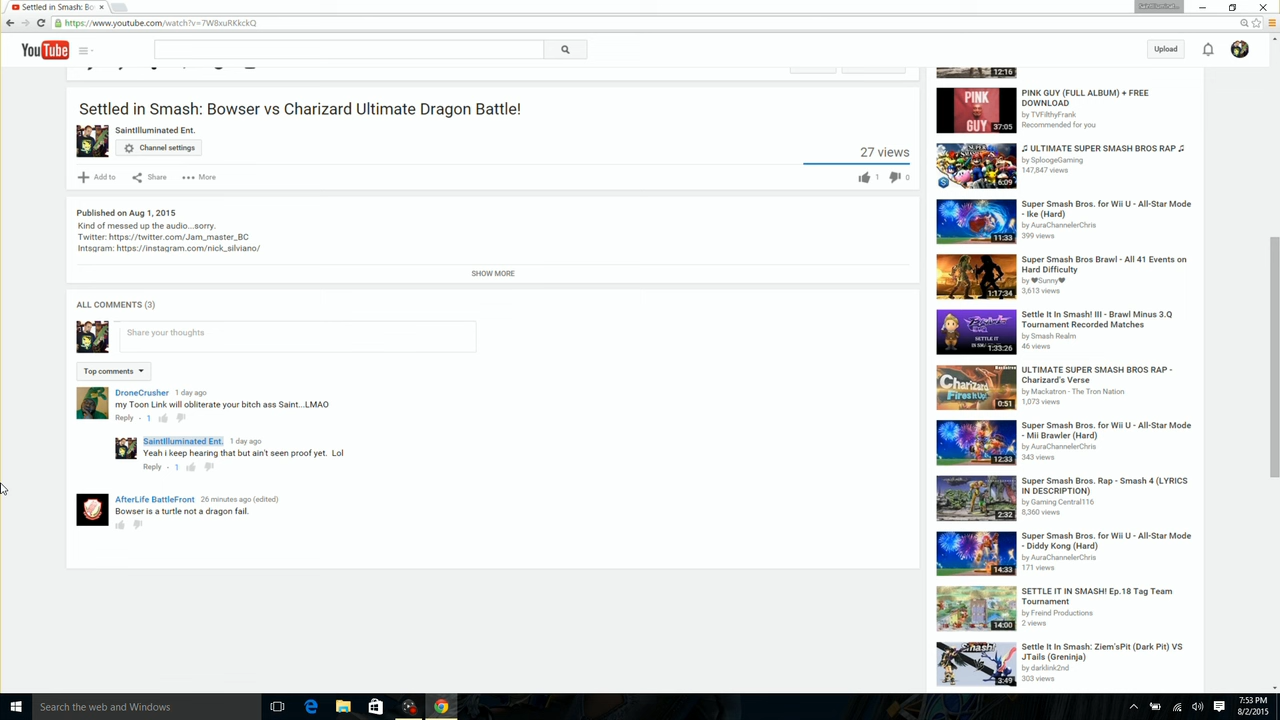 Settled in Smash: Bo
SaintIlluminat...
https://www.youtube.com/watch?v=7W8xuRKkckQ
YouTube
Upload
Settled in Smash: Bowser v Charizard Ultimate Dragon Battle!
SaintIlluminated Ent.
Channel settings
27 views
Add to
Share
More
1
0
Published on Aug 1, 2015
Kind of messed up the audio...sorry.
Twitter: https://twitter.com/Jam_master_BC
Intsgram: https://instagram.com/nick_silviano/
SHOW MORE
ALL COMMENTS (3)
Share your thoughts
Top comments
DroneCrusher 1 day ago
my Toon Link will obliterate your bitch ass Saint...LMAO
Reply · 1
SaintIlluminated Ent. 1 day ago
Yeah i keep hearing that but ain't seen proof yet. Lol
Reply · 1
AfterLife BattleFront 26 minutes ago (edited)
Bowser is a turtle not a dragon fail.
12:16
PINK GUY
37:05
PINK GUY (FULL ALBUM) + FREE
DOWNLOAD
by TVFilthyFrank
Recommended for you
6:09
♫ ULTIMATE SUPER SMASH BROS RAP ♫
by SploogeGaming
147,847 views
11:33
Super Smash Bros. for Wii U - All-Star Mode
- Ike (Hard)
by AuraChannelerChris
399 views
1:17:34
Super Smash Bros Brawl - All 41 Events on
Hard Difficulty
by ♥Sunny♥
3,613 views
SETTLE IT
1:33:26
Settle It In Smash! III - Brawl Minus 3.Q
Tournament Recorded Matches
by Smash Realm
46 views
Charizard
Fires It Up!
0:51
ULTIMATE SUPER SMASH BROS RAP -
Charizard's Verse
by Mackatron - The Tron Nation
1,073 views
12:33
Super Smash Bros. for Wii U - All-Star Mode
- Mii Brawler (Hard)
by AuraChannelerChris
343 views
2:32
Super Smash Bros. Rap - Smash 4 (LYRICS
IN DESCRIPTION)
by Gaming Central116
8,360 views
14:33
Super Smash Bros. for Wii U - All-Star Mode
- Diddy Kong (Hard)
by AuraChannelerChris
171 views
14:00
SETTLE IT IN SMASH! Ep.18 Tag Team
Tournament
by Freind Productions
2 views
Smash!
3:49
Settle It In Smash: Ziem'sPit (Dark Pit) VS
JTails (Greninja)
by darklink2nd
303 views
Search the web and Windows
7:53 PM
8/2/2015